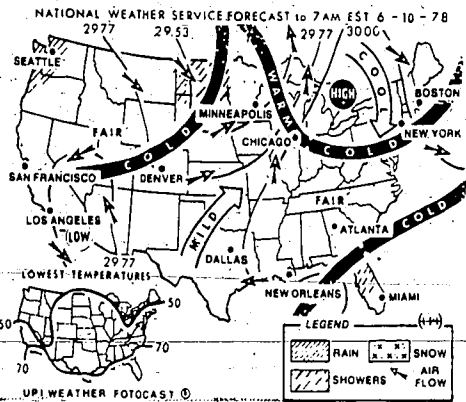 NATIONAL WEATHER SERVICE FORECAST to 7AM EST 6-10-78
2977 29.53 2977 3000
SEATTLE
COOL
BOSTON
WARM
HIGH
MINNEAPOLIS
NEW YORK
CHICAGO
FAIR
COLD
COLD
SAN FRANCISCO
DENVER
FAIR
COLD
LOS ANGELES
MILD
ATLANTA
LOW
DALLAS
2977
LOWEST TEMPERATURES
NEW ORLEANS
MIAMI
50
50
70
70
LEGEND
RAIN
SNOW
SHOWERS
AIR FLOW
UPI WEATHER FOTOCAST